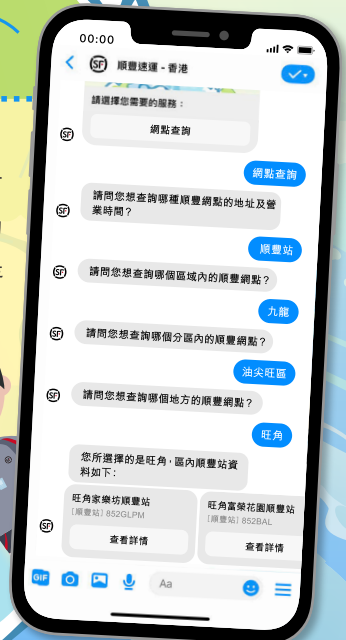 00:00
SF 順豐速運 - 香港
請選擇您需要的服務：
網點查詢
SF
網點查詢
請問您想查詢哪種順豐網點的地址及營
業時間？
SF
順豐站
請問您想查詢哪個區域內的順豐網點？
SF
九龍
請問您想查詢哪個分區內的順豐網點？
SF
油尖旺區
請問您想查詢哪個地方的順豐網點？
SF
旺角
您所選擇的是旺角，區內順豐站資
料如下：
旺角家樂坊順豐站
［順豐站］852GLPM
查看詳情
旺角富榮花園順豐站
［順豐站］852BAL
查看詳情
SF
GIF
Aa